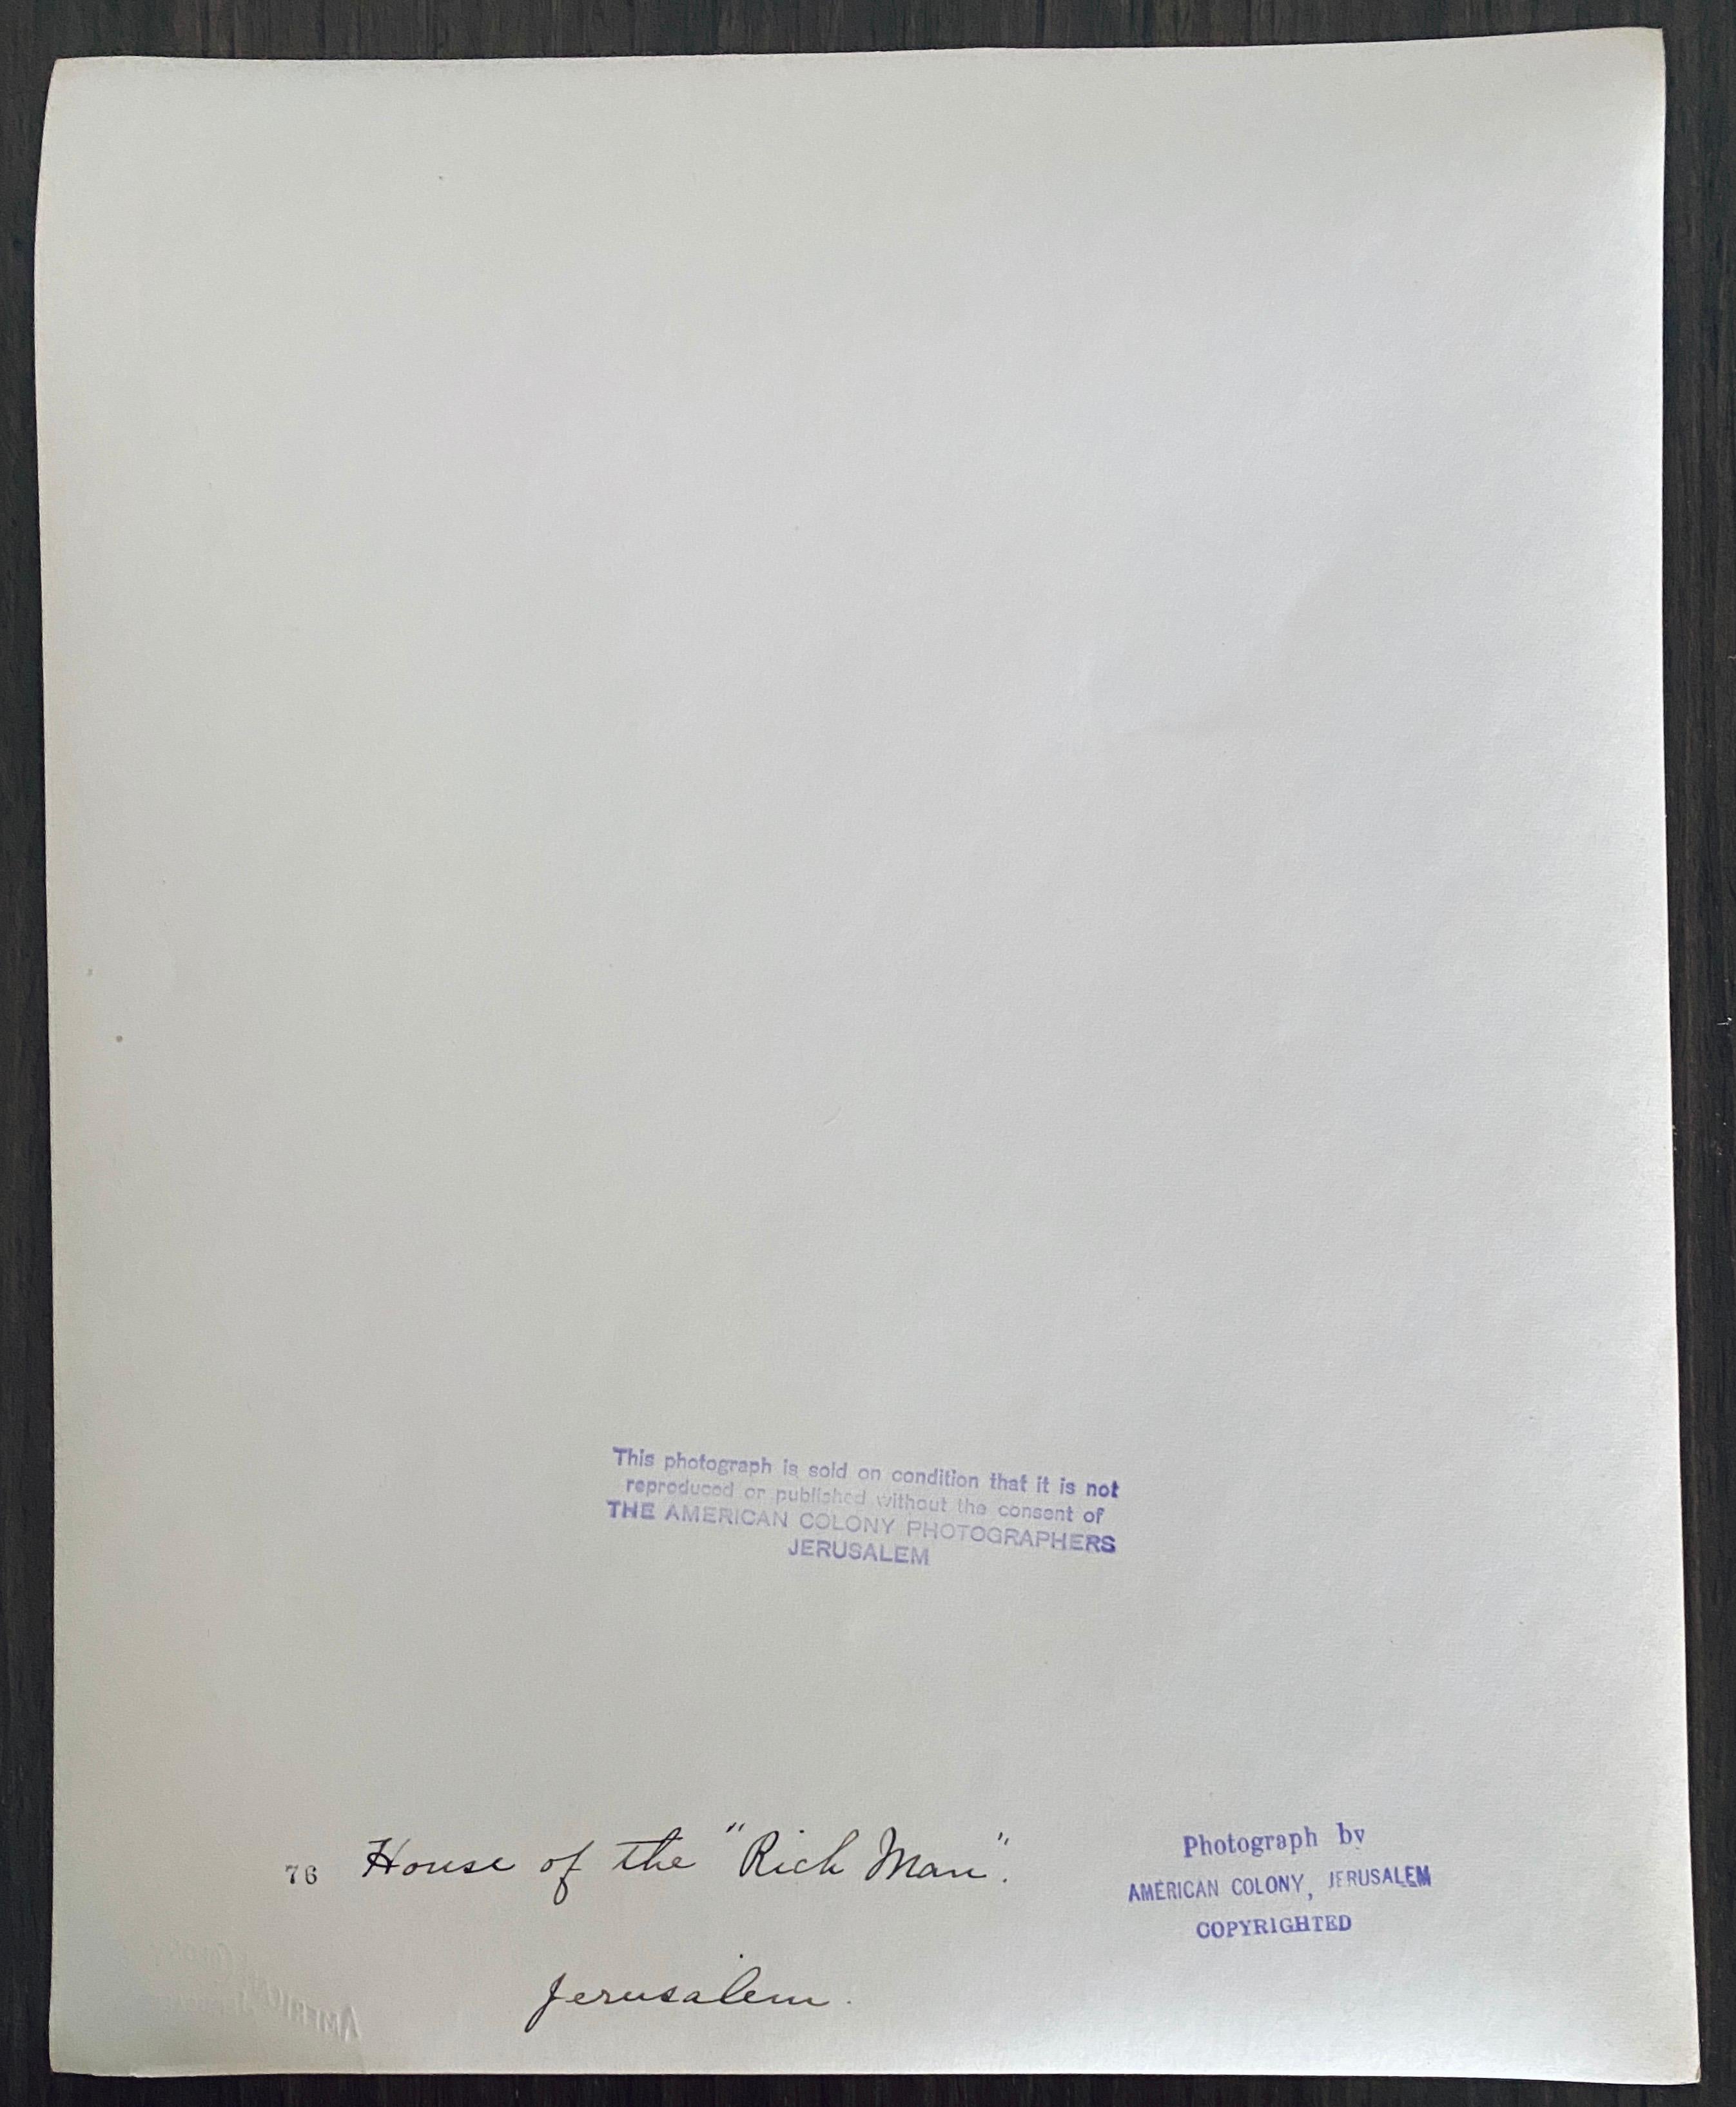 This photograph is sold on condition that it is not
reproduced or published without the consent of
THE AMERICAN COLONY PHOTOGRAPHERS
JERUSALEM
76 House of the "Rich Man".
Jerusalem.
Photograph by
AMERICAN COLONY, JERUSALEM
COPYRIGHTED
AMERICAN